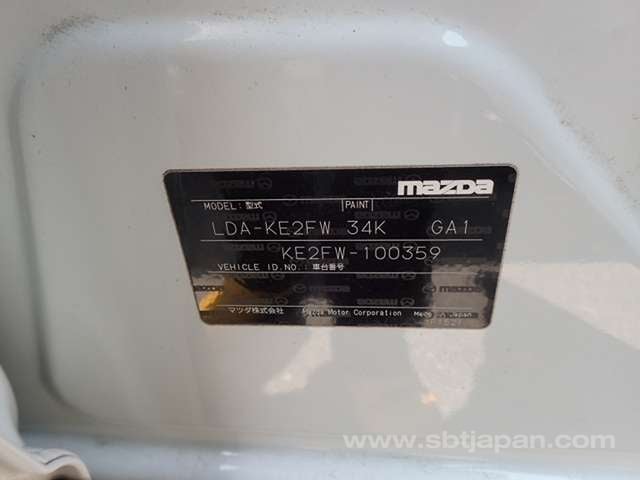 mazda
MODEL:型式 PAINT
LDA-KE2FW 34K GA1
KE2FW-100359
VEHICLE ID.NO.:車台番号
マツダ株式会社 Mazda Motor Corporation Made in Japan
www.sbtjapan.com